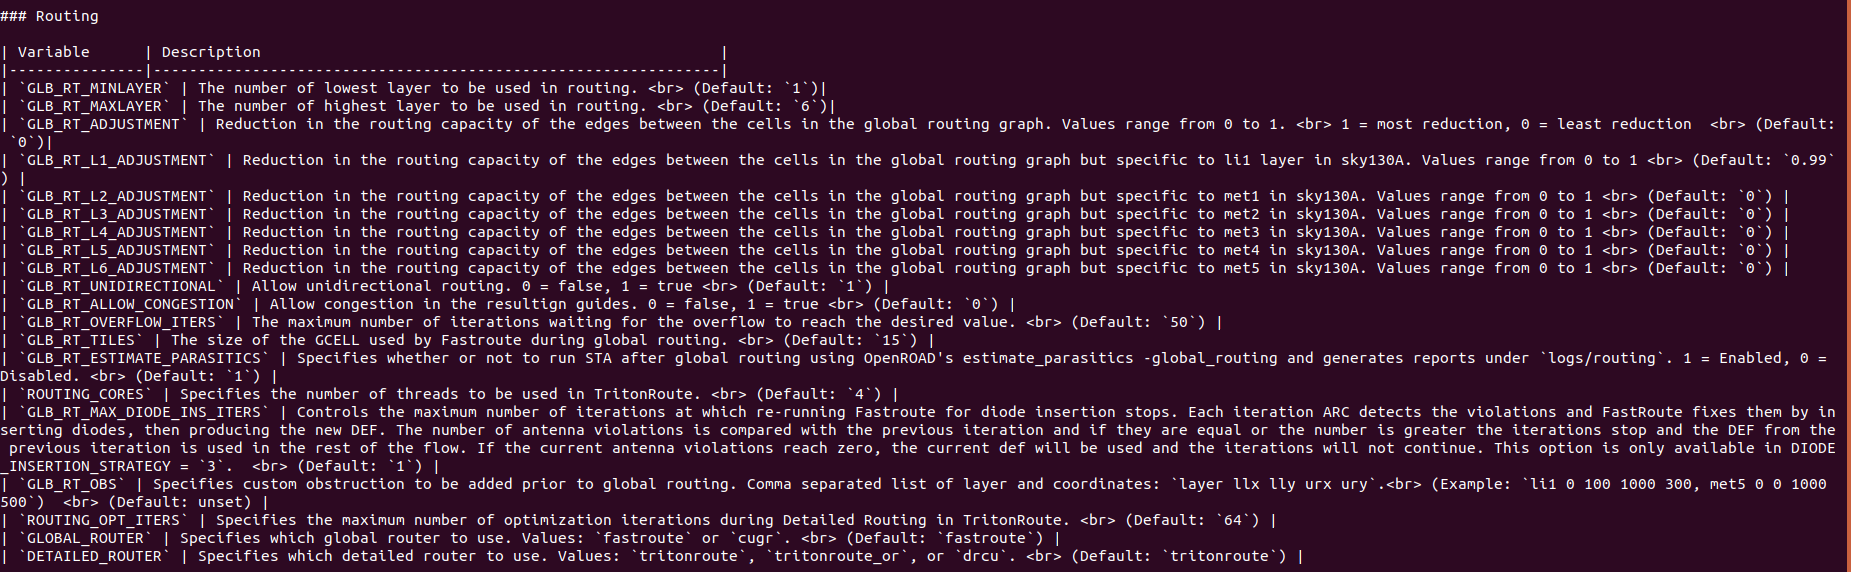 ### Routing
| Variable      | Description                                                   |
|---------------|---------------------------------------------------------------|
| `GLB_RT_MINLAYER` | The number of lowest layer to be used in routing. <br> (Default: `1`)|
| `GLB_RT_MAXLAYER` | The number of highest layer to be used in routing. <br> (Default: `6`)|
| `GLB_RT_ADJUSTMENT` | Reduction in the routing capacity of the edges between the cells in the global routing graph. Values range from 0 to 1. <br> 1 = most reduction, 0 = least reduction  <br> (Default:
 `0`)|
| `GLB_RT_L1_ADJUSTMENT` | Reduction in the routing capacity of the edges between the cells in the global routing graph but specific to li1 layer in sky130A. Values range from 0 to 1 <br> (Default: `0.99`
) |
| `GLB_RT_L2_ADJUSTMENT` | Reduction in the routing capacity of the edges between the cells in the global routing graph but specific to met1 in sky130A. Values range from 0 to 1 <br> (Default: `0`) |
| `GLB_RT_L3_ADJUSTMENT` | Reduction in the routing capacity of the edges between the cells in the global routing graph but specific to met2 in sky130A. Values range from 0 to 1 <br> (Default: `0`) |
| `GLB_RT_L4_ADJUSTMENT` | Reduction in the routing capacity of the edges between the cells in the global routing graph but specific to met3 in sky130A. Values range from 0 to 1 <br> (Default: `0`) |
| `GLB_RT_L5_ADJUSTMENT` | Reduction in the routing capacity of the edges between the cells in the global routing graph but specific to met4 in sky130A. Values range from 0 to 1 <br> (Default: `0`) |
| `GLB_RT_L6_ADJUSTMENT` | Reduction in the routing capacity of the edges between the cells in the global routing graph but specific to met5 in sky130A. Values range from 0 to 1 <br> (Default: `0`) |
| `GLB_RT_UNIDIRECTIONAL` | Allow unidirectional routing. 0 = false, 1 = true <br> (Default: `1`) |
| `GLB_RT_ALLOW_CONGESTION` | Allow congestion in the resultign guides. 0 = false, 1 = true <br> (Default: `0`) |
| `GLB_RT_OVERFLOW_ITERS` | The maximum number of iterations waiting for the overflow to reach the desired value. <br> (Default: `50`) |
| `GLB_RT_TILES` | The size of the GCELL used by Fastroute during global routing. <br> (Default: `15`) |
| `GLB_RT_ESTIMATE_PARASITICS` | Specifies whether or not to run STA after global routing using OpenROAD's estimate_parasitics -global_routing and generates reports under `logs/routing`. 1 = Enabled, 0 =
Disabled. <br> (Default: `1`) |
| `ROUTING_CORES` | Specifies the number of threads to be used in TritonRoute. <br> (Default: `4`) |
| `GLB_RT_MAX_DIODE_INS_ITERS` | Controls the maximum number of iterations at which re-running Fastroute for diode insertion stops. Each iteration ARC detects the violations and FastRoute fixes them by in
serting diodes, then producing the new DEF. The number of antenna violations is compared with the previous iteration and if they are equal or the number is greater the iterations stop and the DEF from the
 previous iteration is used in the rest of the flow. If the current antenna violations reach zero, the current def will be used and the iterations will not continue. This option is only available in DIODE
_INSERTION_STRATEGY = `3`.  <br> (Default: `1`) |
| `GLB_RT_OBS` | Specifies custom obstruction to be added prior to global routing. Comma separated list of layer and coordinates: `layer llx lly urx ury`.<br> (Example: `li1 0 100 1000 300, met5 0 0 1000
500`)  <br> (Default: unset) |
| `ROUTING_OPT_ITERS` | Specifies the maximum number of optimization iterations during Detailed Routing in TritonRoute. <br> (Default: `64`) |
| `GLOBAL_ROUTER` | Specifies which global router to use. Values: `fastroute` or `cugr`. <br> (Default: `fastroute`) |
| `DETAILED_ROUTER` | Specifies which detailed router to use. Values: `tritonroute`, `tritonroute_or`, or `drcu`. <br> (Default: `tritonroute`) |